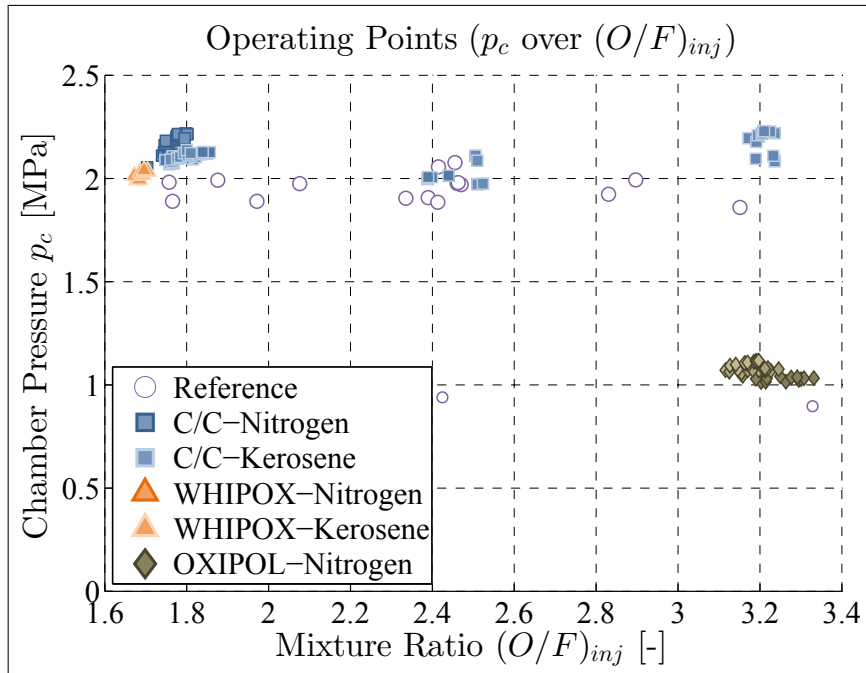 Operating Points (p_c over (O/F)_{inj})
Chamber Pressure p_c [MPa]
2.5
2
1.5
1
0.5
0
Reference
C/C−Nitrogen
C/C−Kerosene
WHIPOX−Nitrogen
WHIPOX−Kerosene
OXIPOL−Nitrogen
1.6 1.8 2 2.2 2.4 2.6 2.8 3 3.2 3.4
Mixture Ratio (O/F)_{inj} [-]